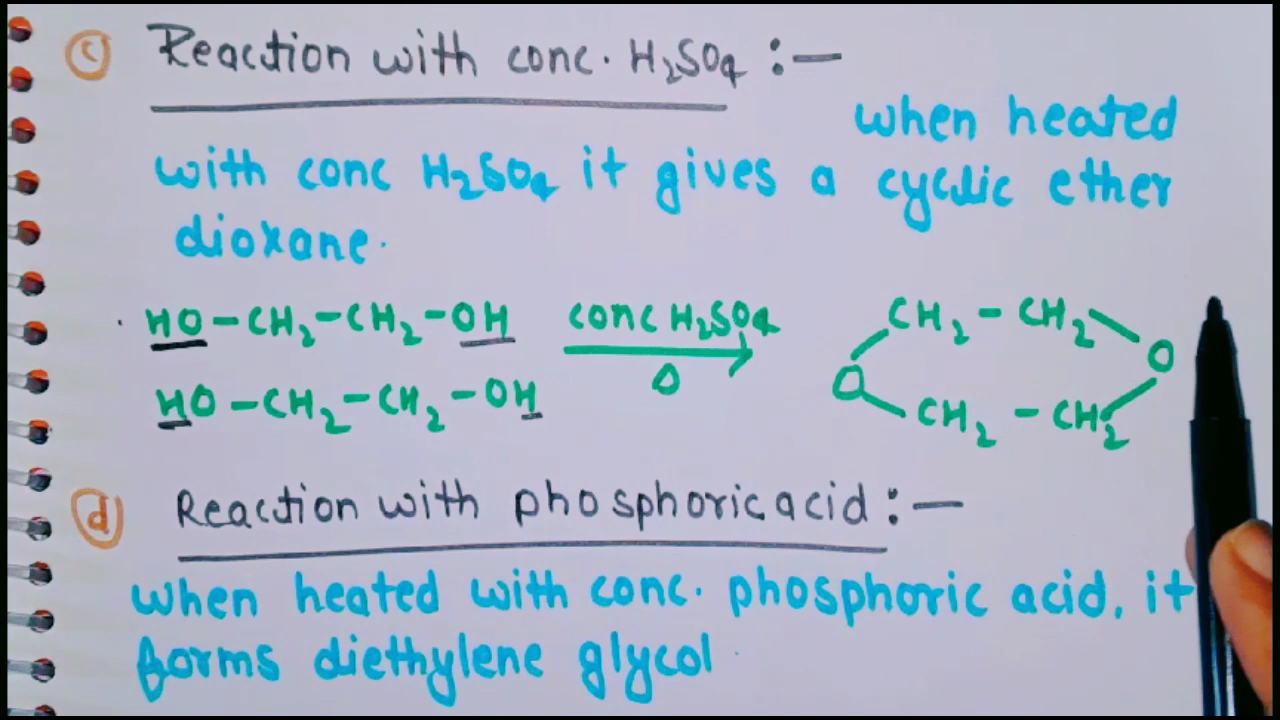 (c) Reaction with conc. H₂SO₄ :—
when heated
with conc H₂SO₄ it gives a cyclic ether
dioxane.
HO-CH₂-CH₂-OH conc H₂SO₄ CH₂-CH₂
Δ O O
HO-CH₂-CH₂-OH CH₂-CH₂
(d) Reaction with phosphoric acid :—
when heated with conc. phosphoric acid, it
forms diethylene glycol